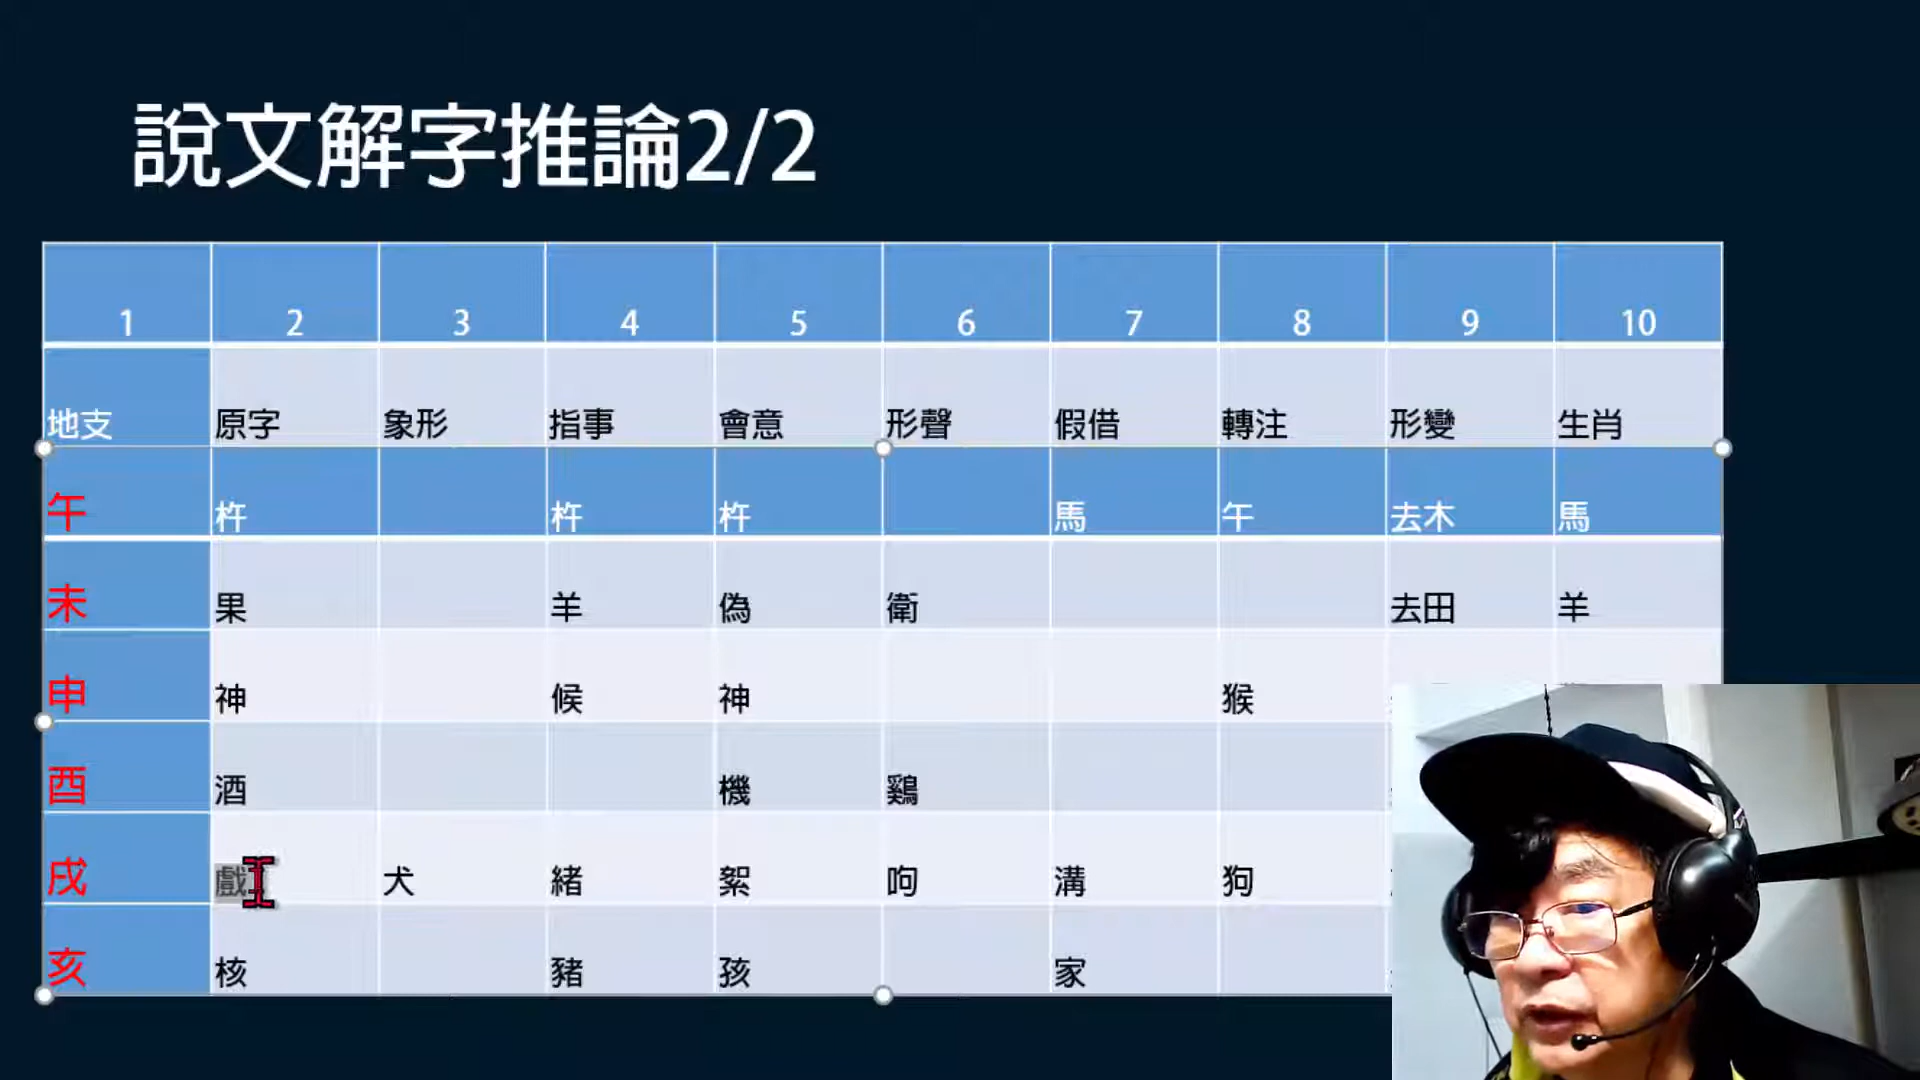 說文解字推論2/2
1 2 3 4 5 6 7 8 9 10
地支 原字 象形 指事 會意 形聲 假借 轉注 形變 生肖
午 杵 杵 杵 馬 午 去木 馬
未 果 羊 偽 衛 去田 羊
申 神 候 神 猴
酉 酒 機 鷄
戌 戲 犬 緒 絮 呴 溝 狗
亥 核 豬 孩 家